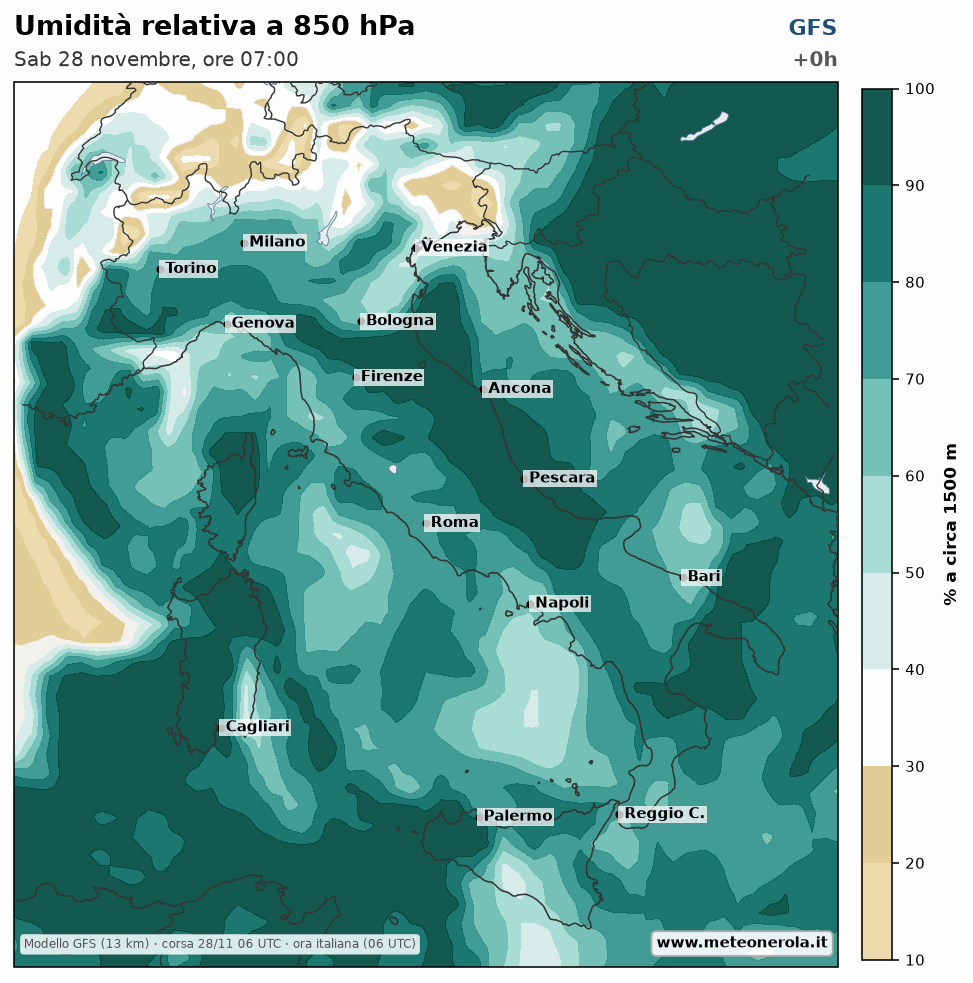 Umidità relativa a 850 hPa
GFS
Sab 28 novembre, ore 07:00
+0h
100
90
80
70
60
50
40
30
20
10
% a circa 1500 m
Milano
Venezia
Torino
Genova
Bologna
Firenze
Ancona
Pescara
Roma
Bari
Napoli
Cagliari
Palermo
Reggio C.
Modello GFS (13 km) · corsa 28/11 06 UTC · ora italiana (06 UTC)
www.meteonerola.it